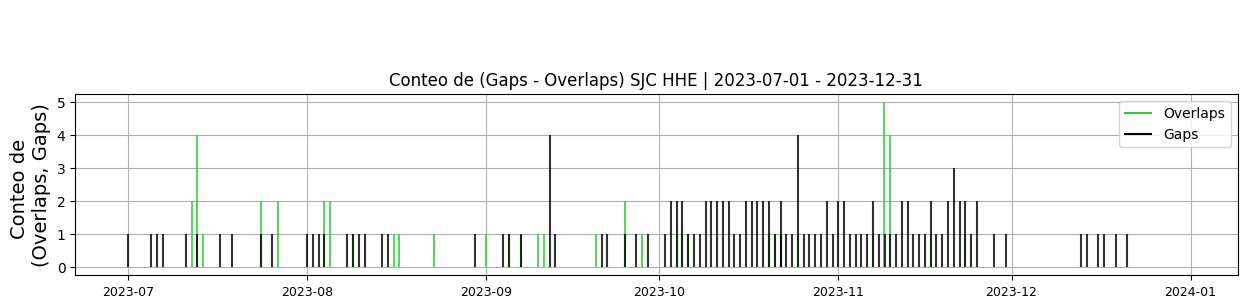 Conteo de (Gaps - Overlaps) SJC HHE | 2023-07-01 - 2023-12-31
Conteo de
(Overlaps, Gaps)
5
4
3
2
1
0
Overlaps
Gaps
2023-07
2023-08
2023-09
2023-10
2023-11
2023-12
2024-01